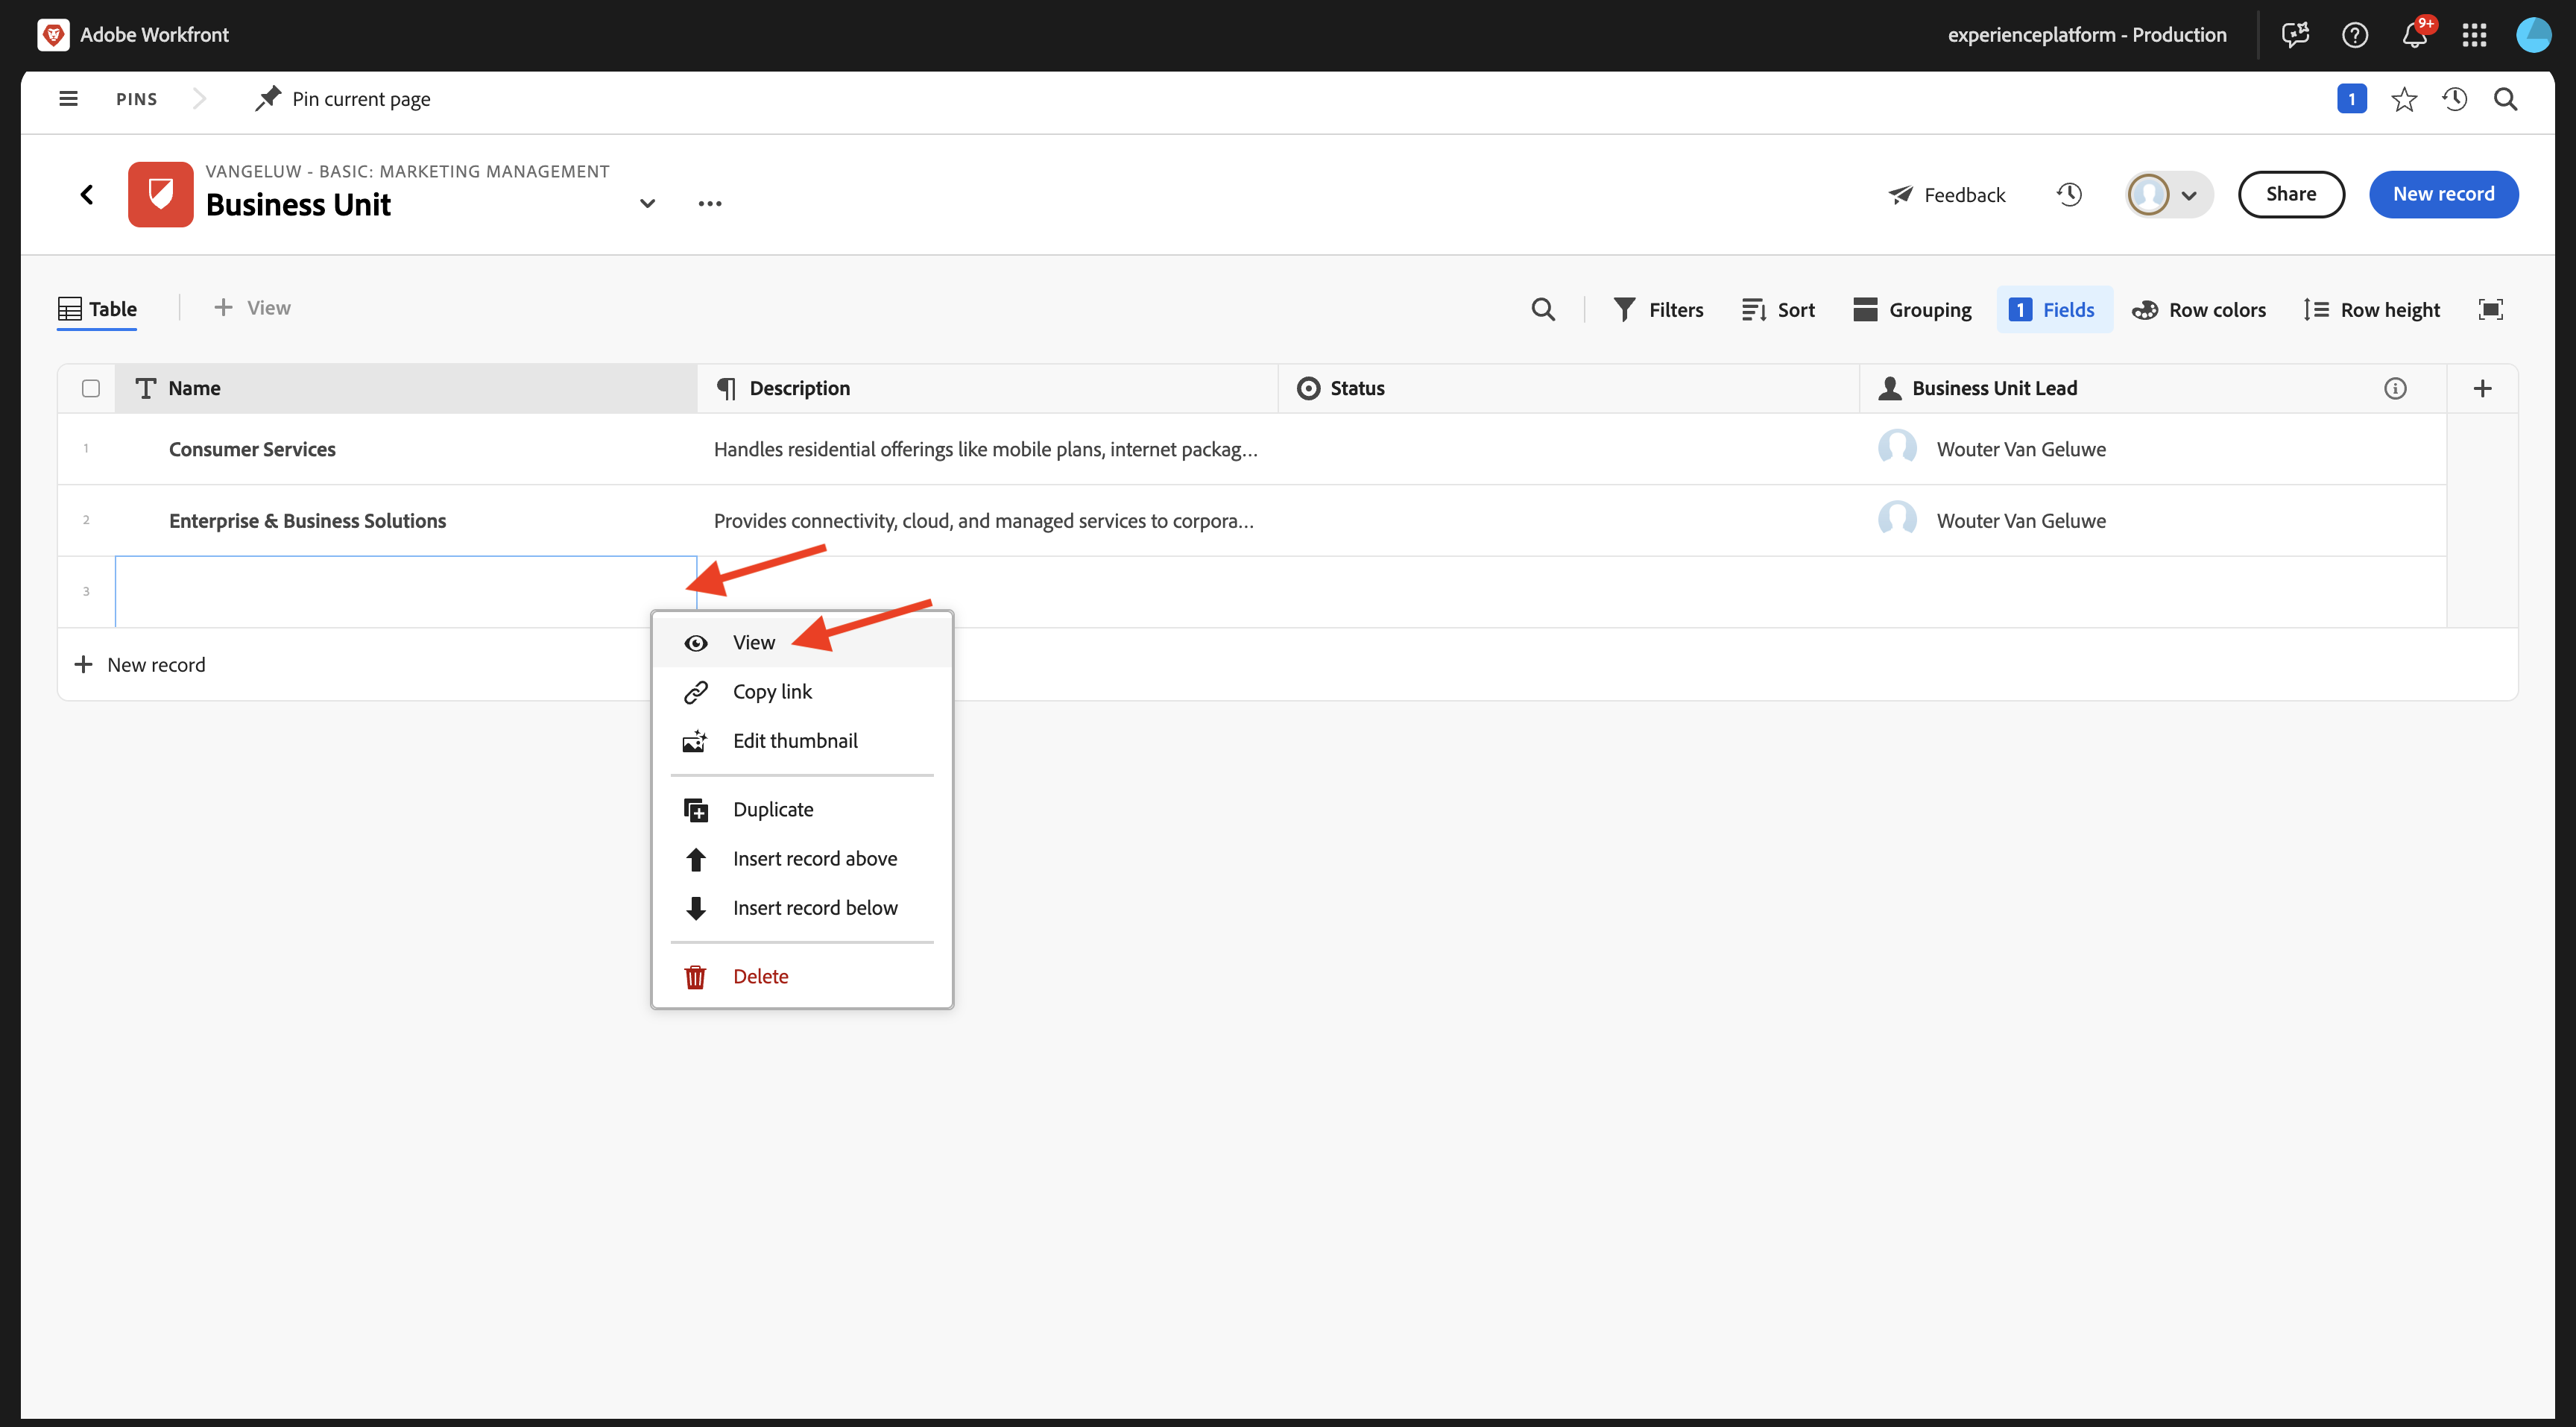 Adobe Workfront
experienceplatform - Production
9+
PINS
Pin current page
1
VANGELUW - BASIC: MARKETING MANAGEMENT
Business Unit
Feedback
Share
New record
Table
View
Filters
Sort
Grouping
1 Fields
Row colors
Row height
Name
Description
Status
Business Unit Lead
1
Consumer Services
Handles residential offerings like mobile plans, internet packag...
Wouter Van Geluwe
2
Enterprise & Business Solutions
Provides connectivity, cloud, and managed services to corpora...
Wouter Van Geluwe
3
New record
View
Copy link
Edit thumbnail
Duplicate
Insert record above
Insert record below
Delete